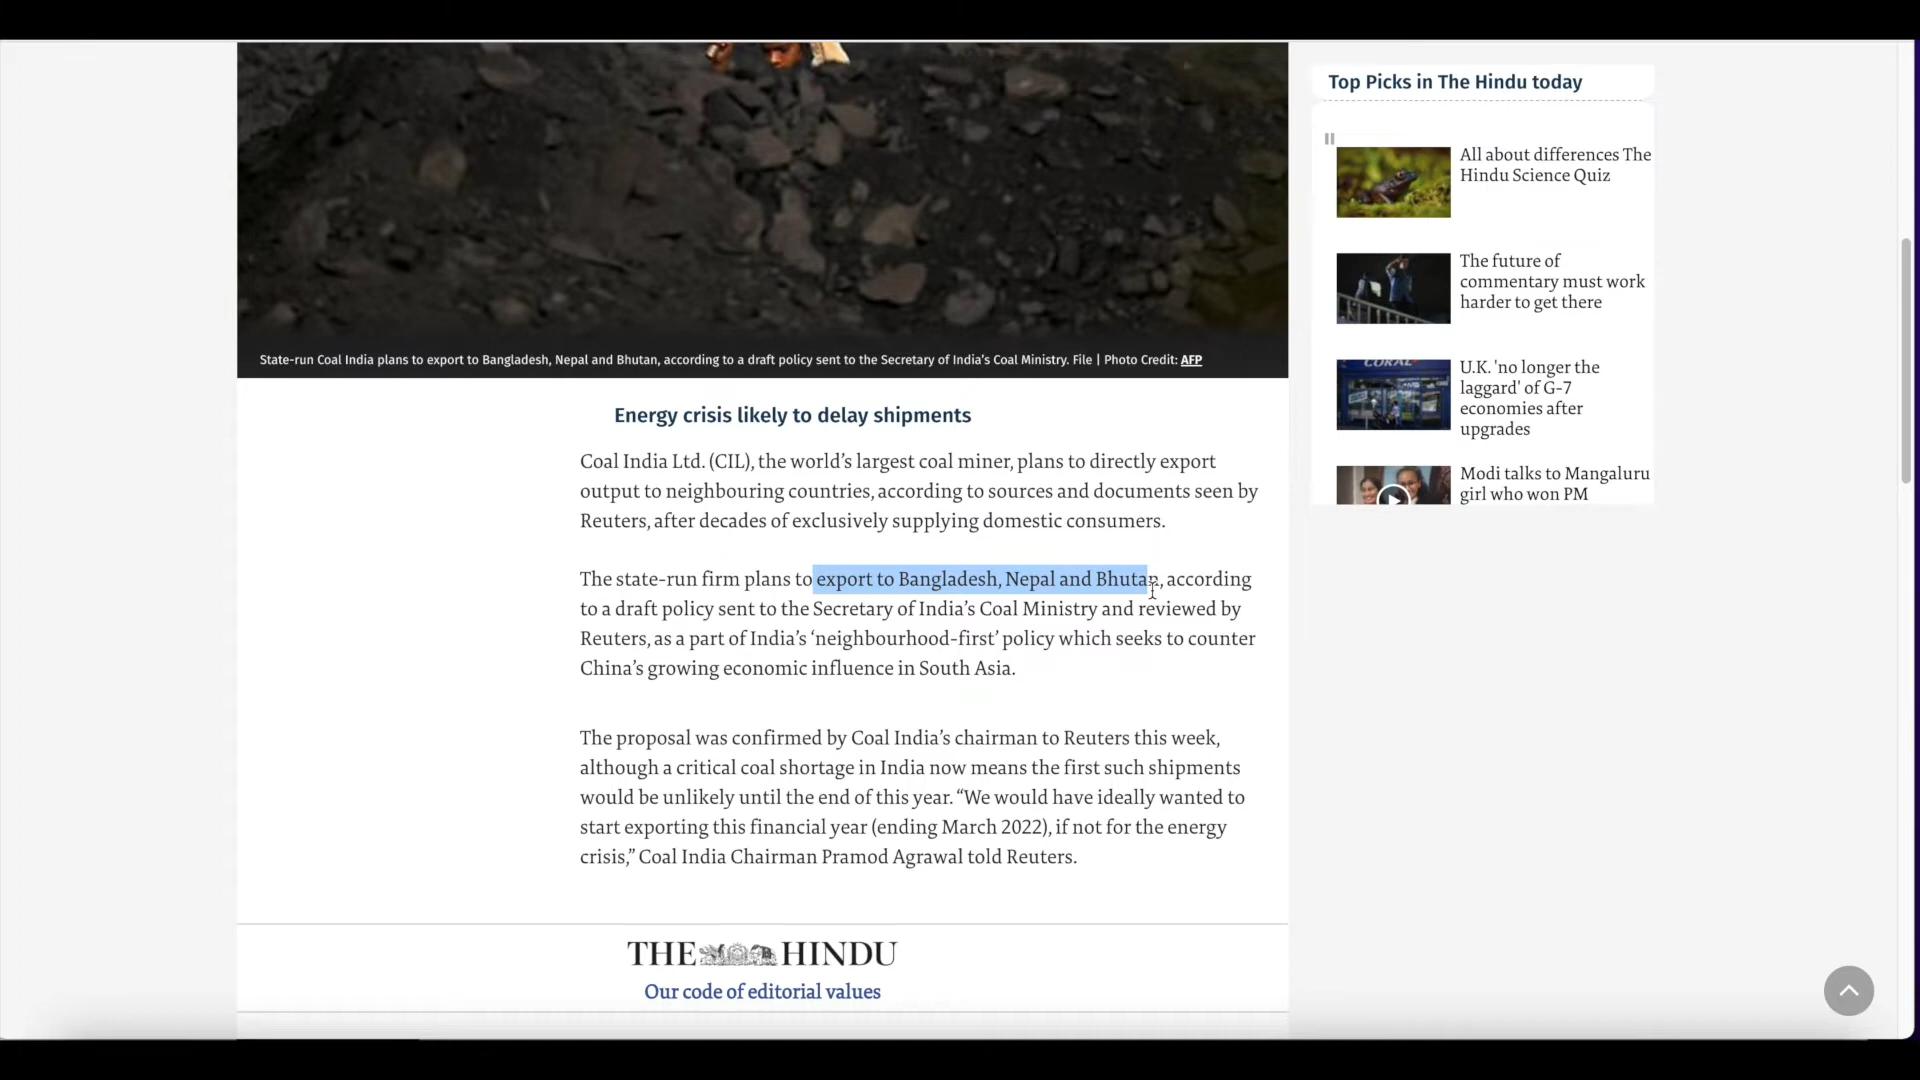 State-run Coal India plans to export to Bangladesh, Nepal and Bhutan, according to a draft policy sent to the Secretary of India's Coal Ministry. File | Photo Credit: AFP
Energy crisis likely to delay shipments
Coal India Ltd. (CIL), the world's largest coal miner, plans to directly export
output to neighbouring countries, according to sources and documents seen by
Reuters, after decades of exclusively supplying domestic consumers.
The state-run firm plans to export to Bangladesh, Nepal and Bhutan, according
to a draft policy sent to the Secretary of India's Coal Ministry and reviewed by
Reuters, as a part of India's ‘neighbourhood-first’ policy which seeks to counter
China's growing economic influence in South Asia.
The proposal was confirmed by Coal India's chairman to Reuters this week,
although a critical coal shortage in India now means the first such shipments
would be unlikely until the end of this year. “We would have ideally wanted to
start exporting this financial year (ending March 2022), if not for the energy
crisis,” Coal India Chairman Pramod Agrawal told Reuters.
THE HINDU
Our code of editorial values
Top Picks in The Hindu today
All about differences The
Hindu Science Quiz
The future of
commentary must work
harder to get there
CORAL
U.K. 'no longer the
laggard' of G-7
economies after
upgrades
Modi talks to Mangaluru
girl who won PM